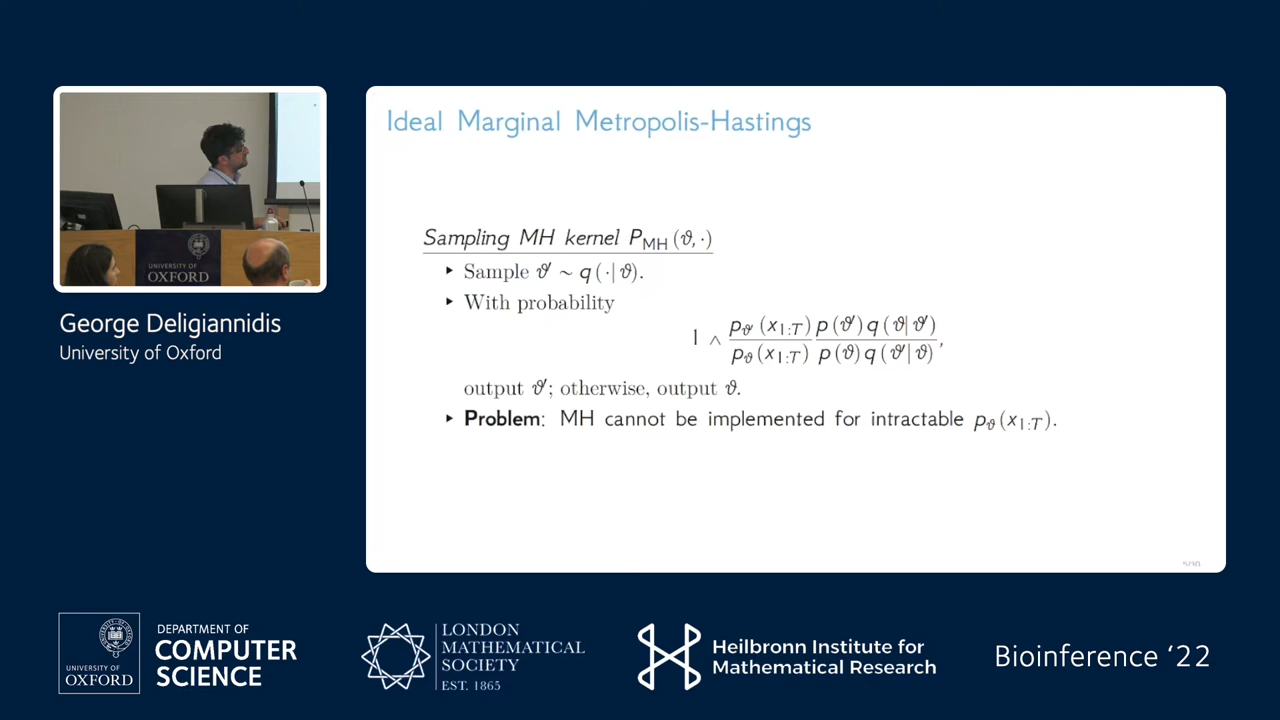 Ideal Marginal Metropolis-Hastings
Sampling MH kernel P_MH(ϑ, ·)
‣ Sample ϑ′ ∼ q(·|ϑ).
‣ With probability
1 ∧ p_ϑ′(x_1:T) p(ϑ′) q(ϑ|ϑ′) / p_ϑ(x_1:T) p(ϑ) q(ϑ′|ϑ),
output ϑ′; otherwise, output ϑ.
‣ Problem: MH cannot be implemented for intractable p_ϑ(x_1:T).
UNIVERSITY OF
OXFORD
George Deligiannidis
University of Oxford
UNIVERSITY OF
OXFORD
DEPARTMENT OF
COMPUTER
SCIENCE
LONDON
MATHEMATICAL
SOCIETY
EST. 1865
Heilbronn Institute for
Mathematical Research
Bioinference ‘22